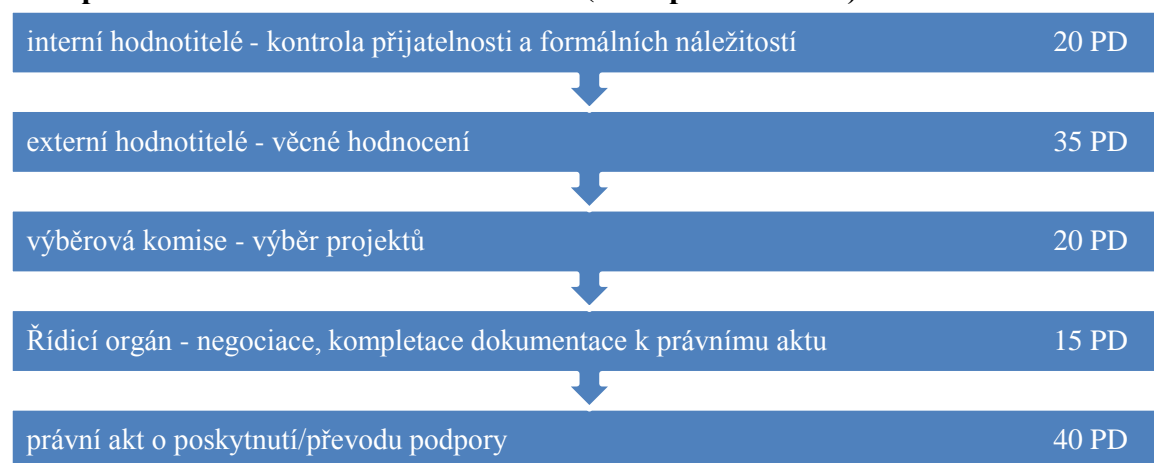 interní hodnotitelé - kontrola přijatelnosti a formálních náležitostí 20 PD
externí hodnotitelé - věcné hodnocení 35 PD
výběrová komise - výběr projektů 20 PD
Řídicí orgán - negociace, kompletace dokumentace k právnímu aktu 15 PD
právní akt o poskytnutí/převodu podpory 40 PD